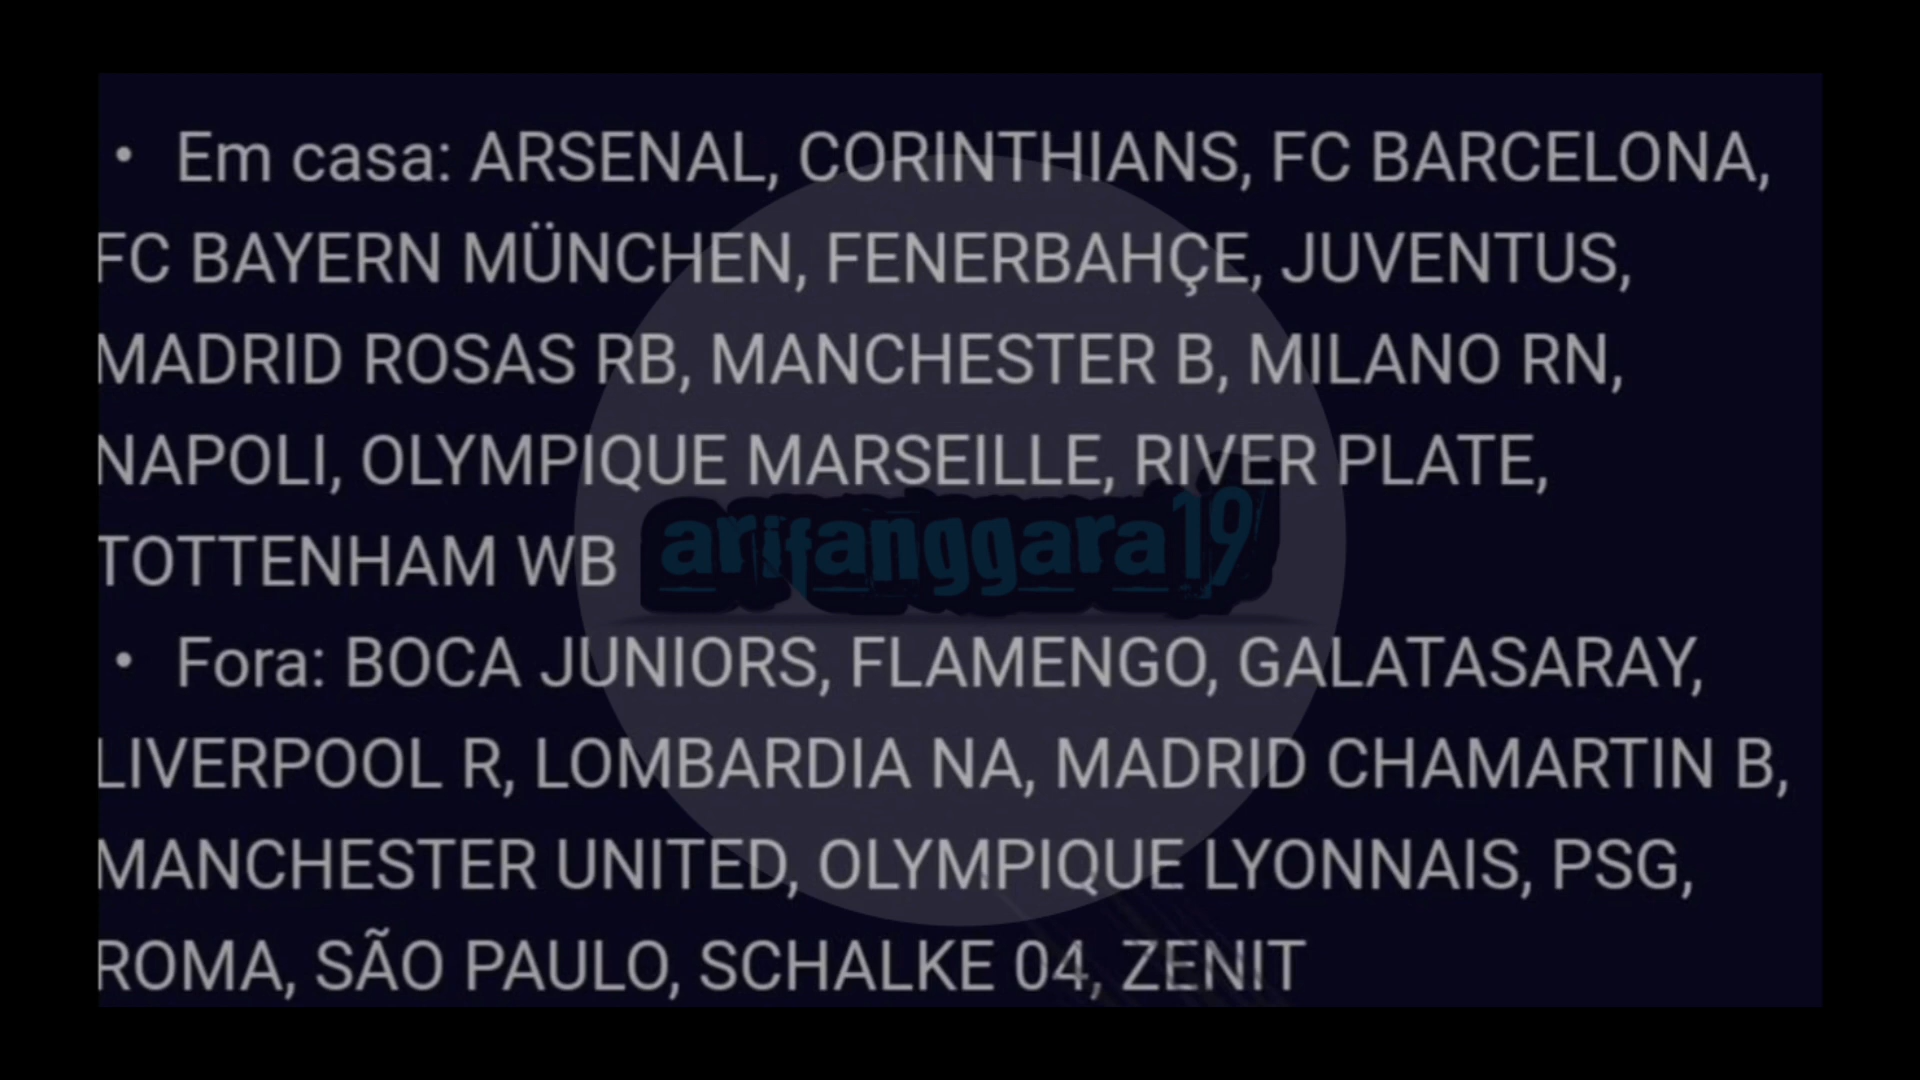 • Em casa: ARSENAL, CORINTHIANS, FC BARCELONA,
FC BAYERN MÜNCHEN, FENERBAHÇE, JUVENTUS,
MADRID ROSAS RB, MANCHESTER B, MILANO RN,
NAPOLI, OLYMPIQUE MARSEILLE, RIVER PLATE,
TOTTENHAM WB
arifanggara19
• Fora: BOCA JUNIORS, FLAMENGO, GALATASARAY,
LIVERPOOL R, LOMBARDIA NA, MADRID CHAMARTIN B,
MANCHESTER UNITED, OLYMPIQUE LYONNAIS, PSG,
ROMA, SÃO PAULO, SCHALKE 04, ZENIT